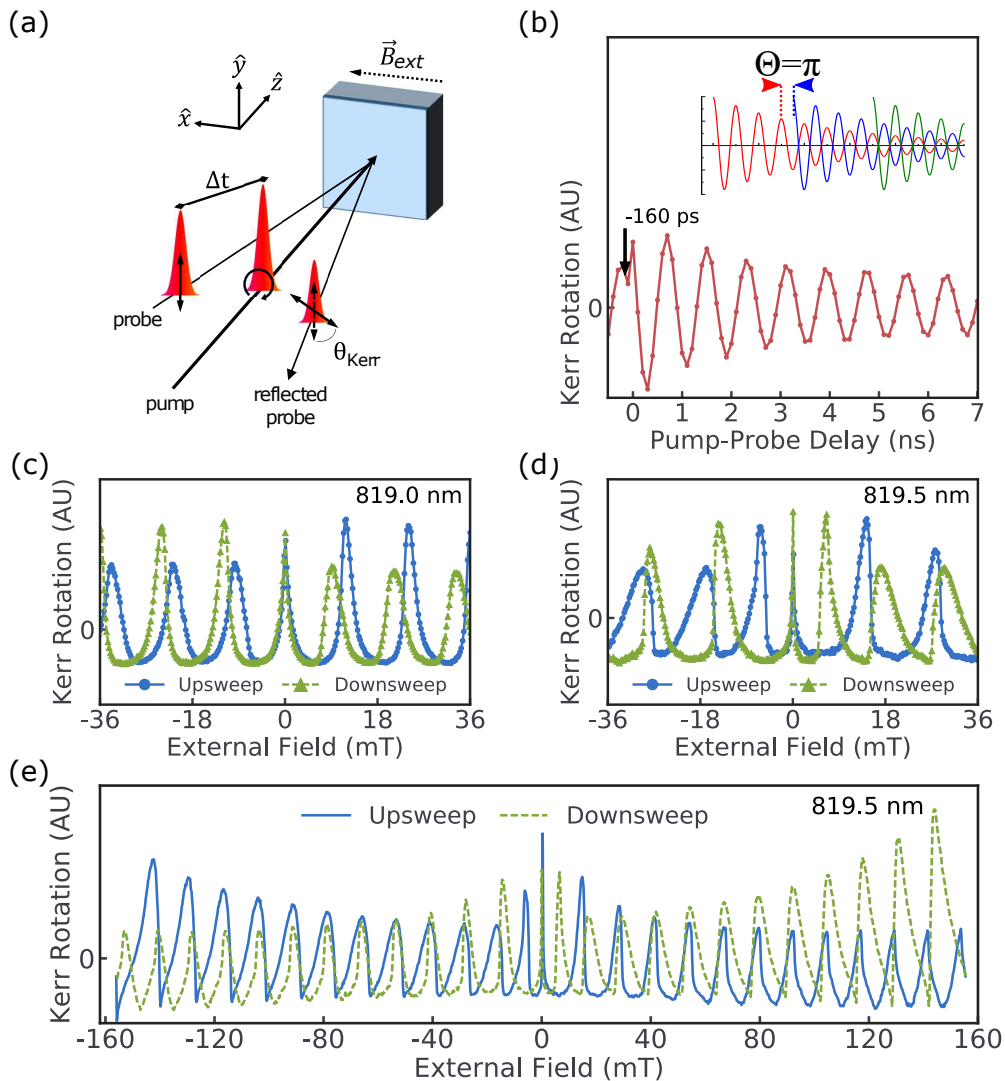 (a)
B_ext
ŷ
ẑ
x̂
Δt
probe
θ_Kerr
pump
reflected
probe
(b)
Θ=π
-160 ps
Kerr Rotation (AU)
0
0 1 2 3 4 5 6 7
Pump-Probe Delay (ns)
(c)
819.0 nm
Kerr Rotation (AU)
0
Upsweep Downsweep
-36 -18 0 18 36
External Field (mT)
(d)
819.5 nm
Kerr Rotation (AU)
0
Upsweep Downsweep
-36 -18 0 18 36
External Field (mT)
(e)
Upsweep Downsweep
819.5 nm
Kerr Rotation (AU)
0
-160 -120 -80 -40 0 40 80 120 160
External Field (mT)